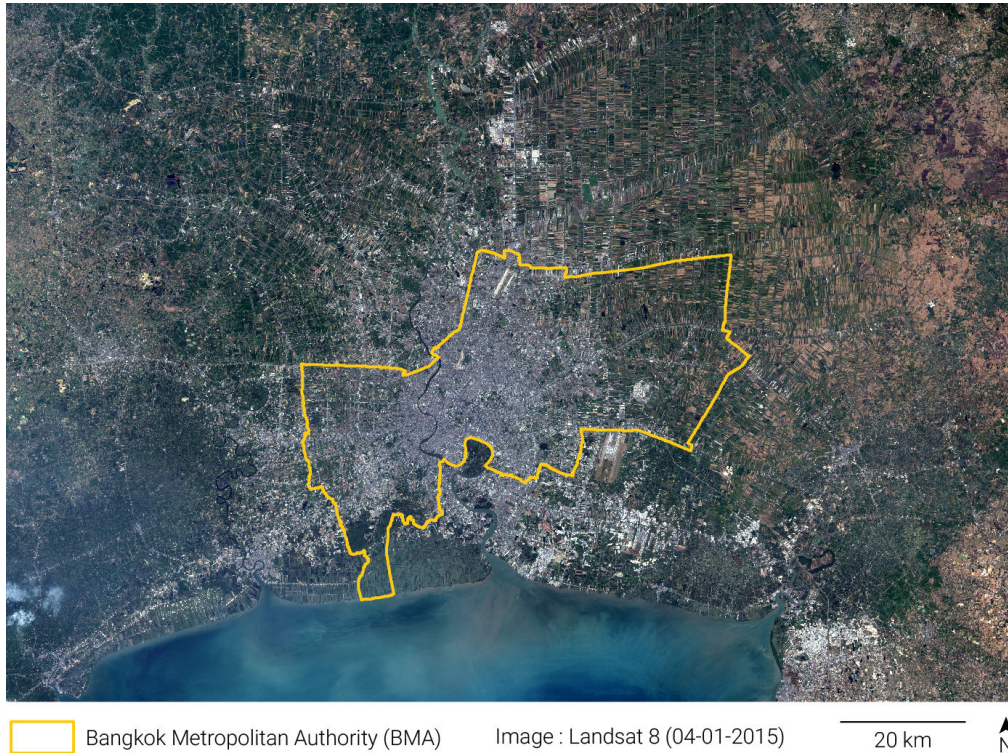 Bangkok Metropolitan Authority (BMA)
Image : Landsat 8 (04-01-2015)
20 km
N